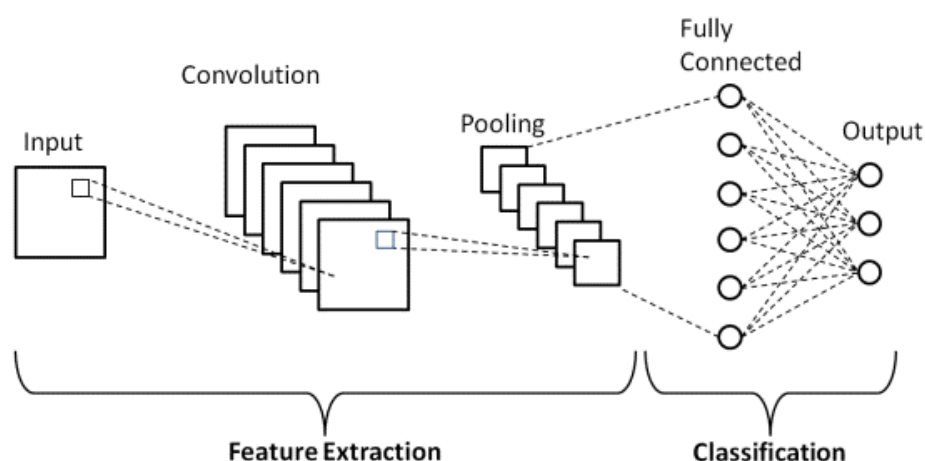 Input
Convolution
Pooling
Fully
Connected
Output
Feature Extraction
Classification